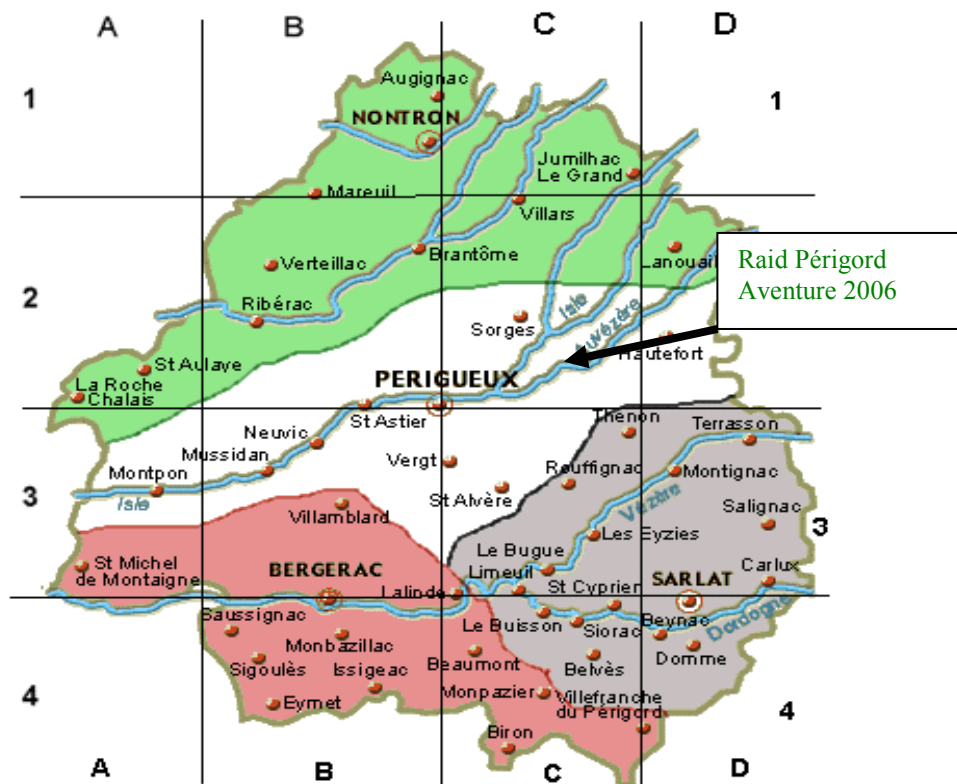 A
B
C
D
1
1
Augignac
NONTRON
Jumilhac
Le Grand
Mareuil
Villars
Brantôme
Lanouail
Verteillac
Raid Périgord
Aventure 2006
2
Ribérac
Isle
Sorges
Auvézère
Hautefort
St Aulaye
La Roche
Chalais
PERIGUEUX
St Astier
Thenon
Terrasson
Neuvic
Mussidan
Vergt
Rouffignac
Montignac
Montpon
Isle
St Alvère
Vézère
Salignac
3
3
Villamblard
Les Eyzies
St Michel
de Montaigne
Le Bugue
Limeuil
BERGERAC
Lalinde
St Cyprien
SARLAT
Carlux
Saussignac
Le Buisson
Siorac
Beynac
Dordogne
Monbazillac
Sigoulès
Issigeac
Beaumont
Belvès
Domme
4
Eymet
Monpazier
Villefranche
du Périgord
4
Biron
A
B
C
D